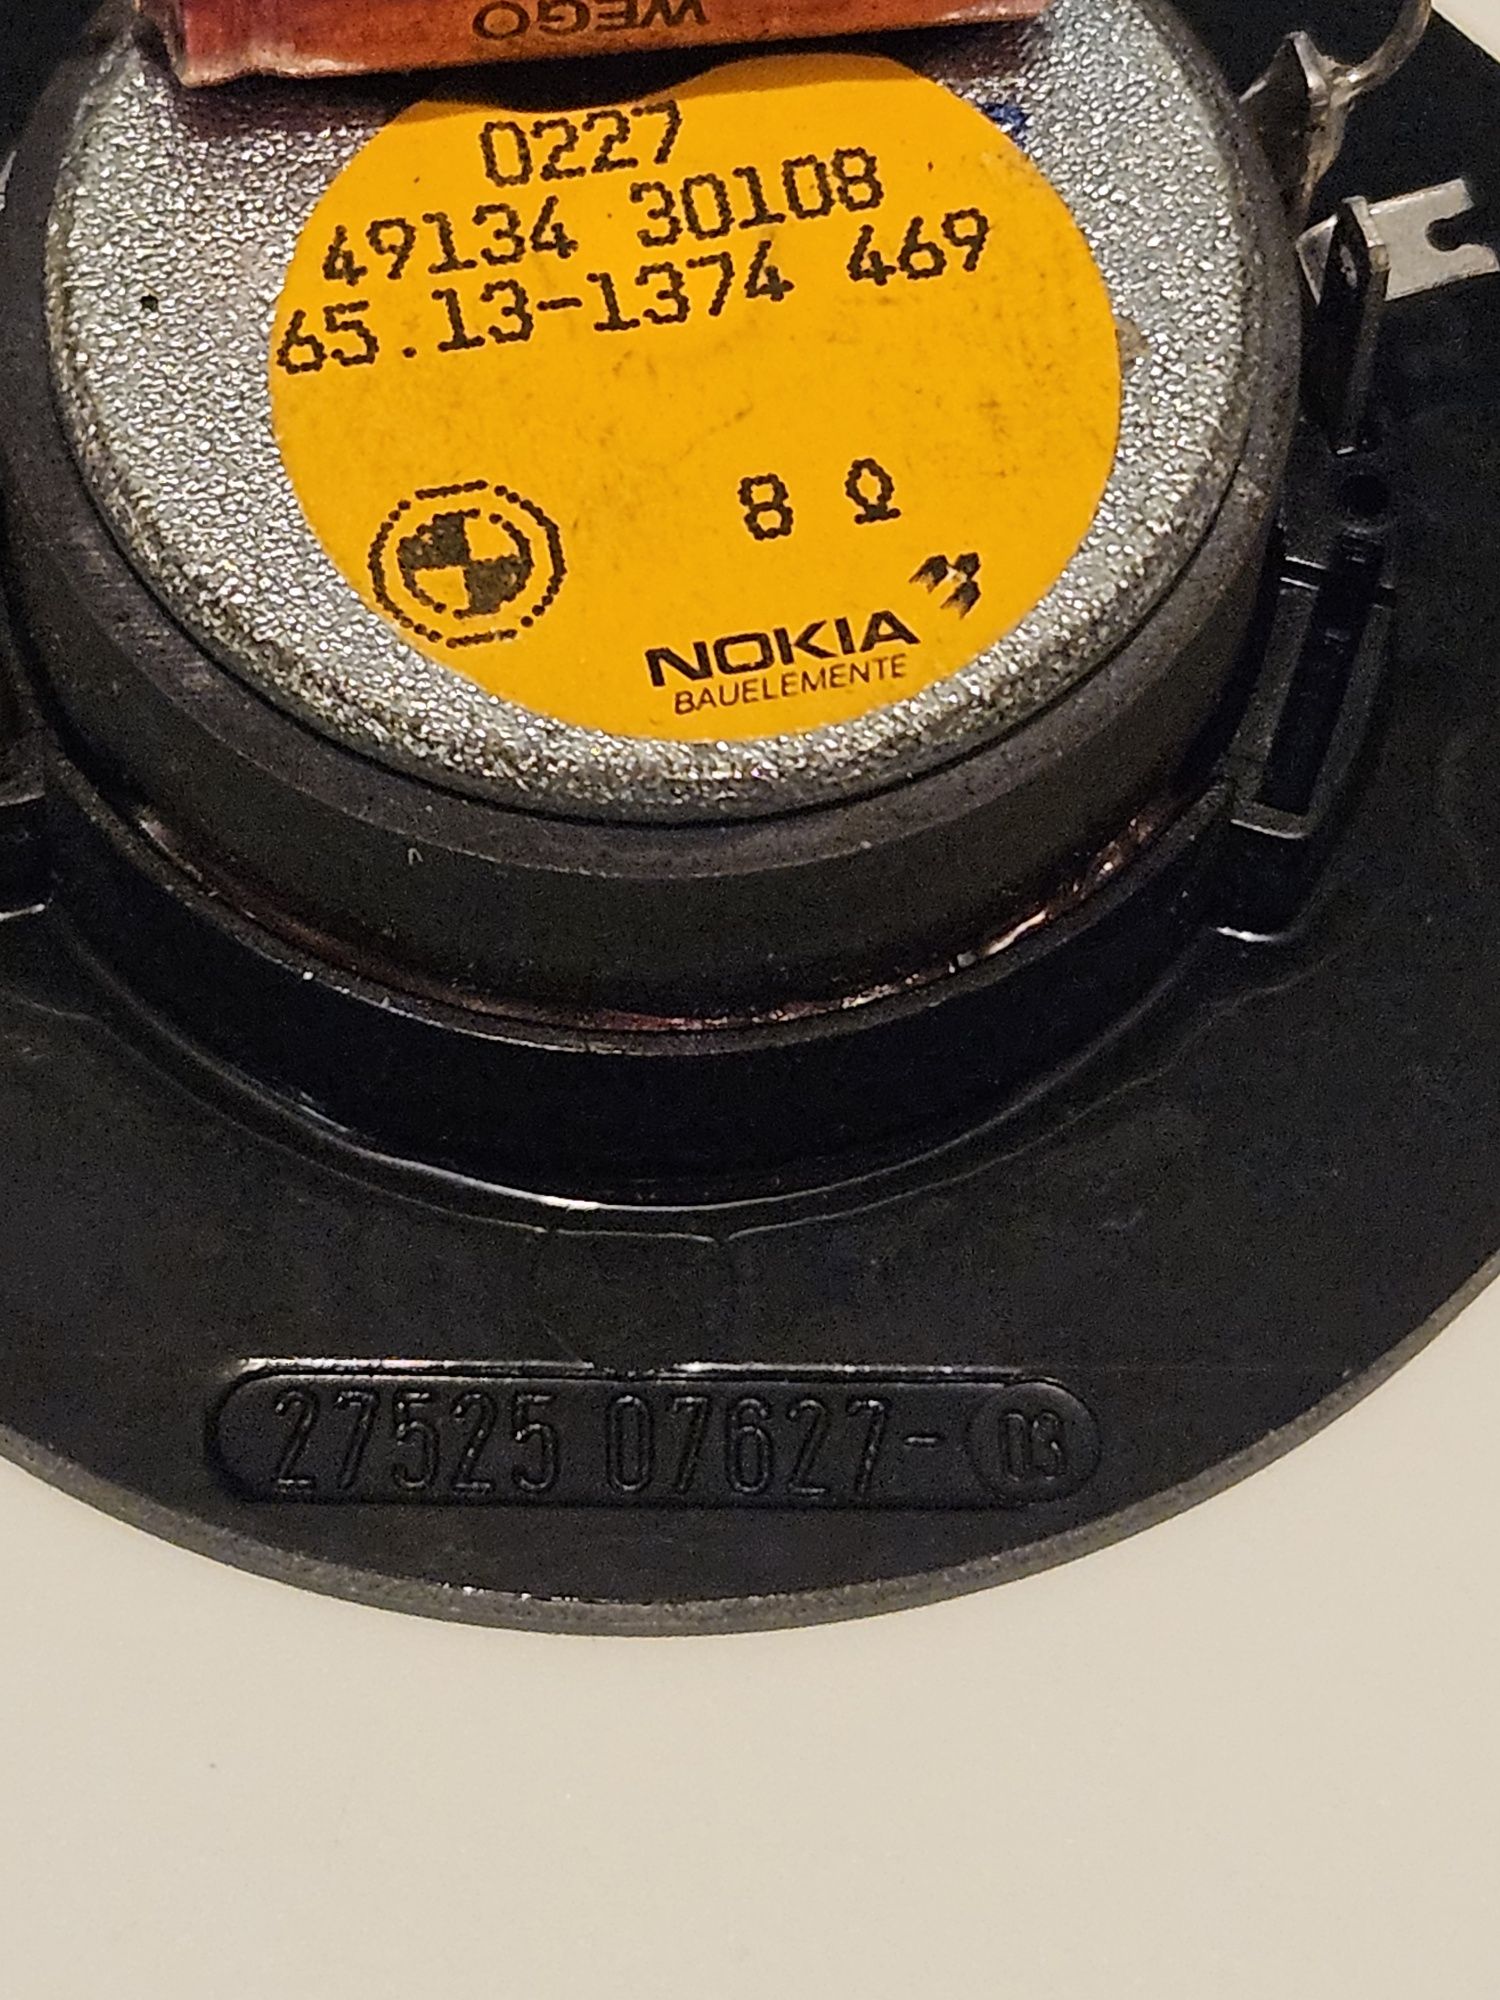 WEGO
0227
49134 30108
65.13-1374 469
8 Ω
NOKIA
BAUELEMENTE
27525 07627-03